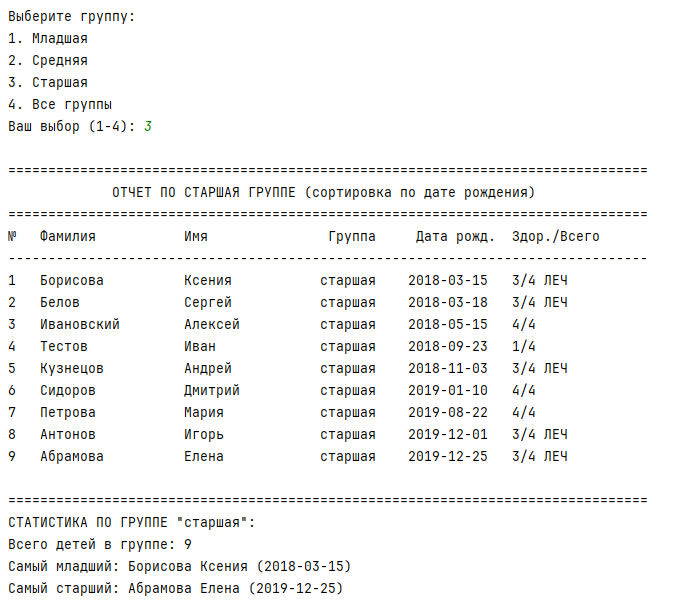 Выберите группу:
1. Младшая
2. Средняя
3. Старшая
4. Все группы
Ваш выбор (1-4): 3
================================================================================
ОТЧЕТ ПО СТАРШАЯ ГРУППЕ (сортировка по дате рождения)
================================================================================
№   Фамилия           Имя               Группа     Дата рожд.  Здор./Всего
--------------------------------------------------------------------------------
1   Борисова          Ксения           старшая    2018-03-15   3/4 ЛЕЧ
2   Белов             Сергей           старшая    2018-03-18   3/4 ЛЕЧ
3   Ивановский        Алексей          старшая    2018-05-15   4/4
4   Тестов            Иван             старшая    2018-09-23   1/4
5   Кузнецов          Андрей           старшая    2018-11-03   3/4 ЛЕЧ
6   Сидоров           Дмитрий          старшая    2019-01-10   4/4
7   Петрова           Мария            старшая    2019-08-22   4/4
8   Антонов           Игорь            старшая    2019-12-01   3/4 ЛЕЧ
9   Абрамова          Елена            старшая    2019-12-25   3/4 ЛЕЧ
================================================================================
СТАТИСТИКА ПО ГРУППЕ "старшая":
Всего детей в группе: 9
Самый младший: Борисова Ксения (2018-03-15)
Самый старший: Абрамова Елена (2019-12-25)